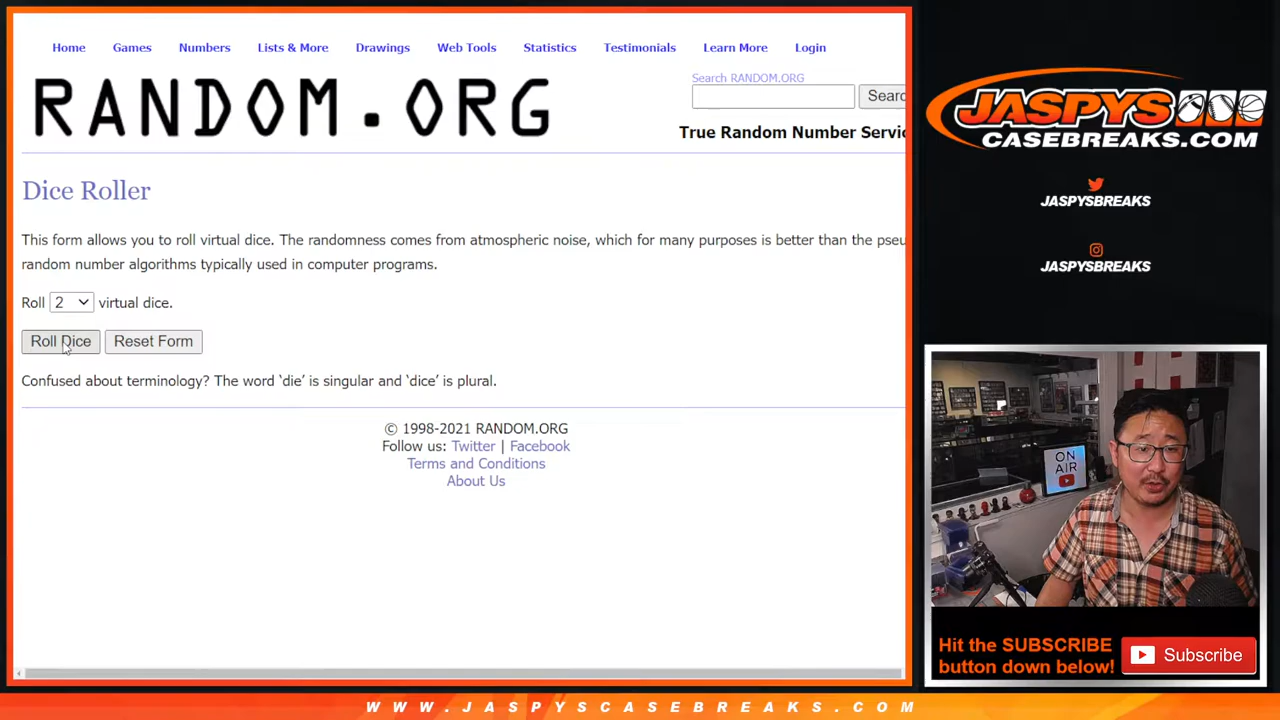 Home Games Numbers Lists & More Drawings Web Tools Statistics Testimonials Learn More Login
RANDOM.ORG
Search RANDOM.ORG
True Random Number Servic
Dice Roller
This form allows you to roll virtual dice. The randomness comes from atmospheric noise, which for many purposes is better than the pseu
random number algorithms typically used in computer programs.
Roll 2 virtual dice.
Roll Dice Reset Form
Confused about terminology? The word ‘die’ is singular and ‘dice’ is plural.
© 1998-2021 RANDOM.ORG
Follow us: Twitter | Facebook
Terms and Conditions
About Us
JASPYS
CASEBREAKS.COM
JASPYSBREAKS
JASPYSBREAKS
ON
AIR
Hit the SUBSCRIBE
button down below!
Subscribe
WWW.JASPYSCASEBREAKS.COM